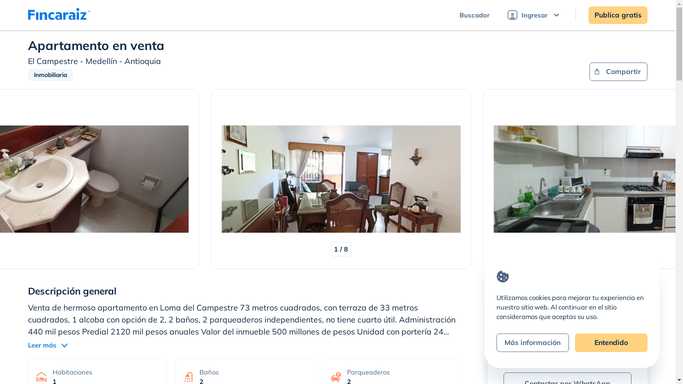 Fincaraiz
Buscador
Ingresar
Publica gratis
Apartamento en venta
El Campestre - Medellín - Antioquia
Inmobiliaria
Compartir
1 / 8
Descripción general
Venta de hermoso apartamento en Loma del Campestre 73 metros cuadrados, con terraza de 33 metros
cuadrados, 1 alcoba con opción de 2, 2 baños, 2 parqueaderos independientes, no tiene cuarto útil. Administración
440 mil pesos Predial 2120 mil pesos anuales Valor del inmueble 500 millones de pesos Unidad con portería 24...
Leer más
Habitaciones
1
Baños
2
Parqueaderos
2
Utilizamos cookies para mejorar tu experiencia en
nuestro sitio web. Al continuar en el sitio
consideramos que aceptas su uso.
Más información
Entendido
Contactar por WhatsApp